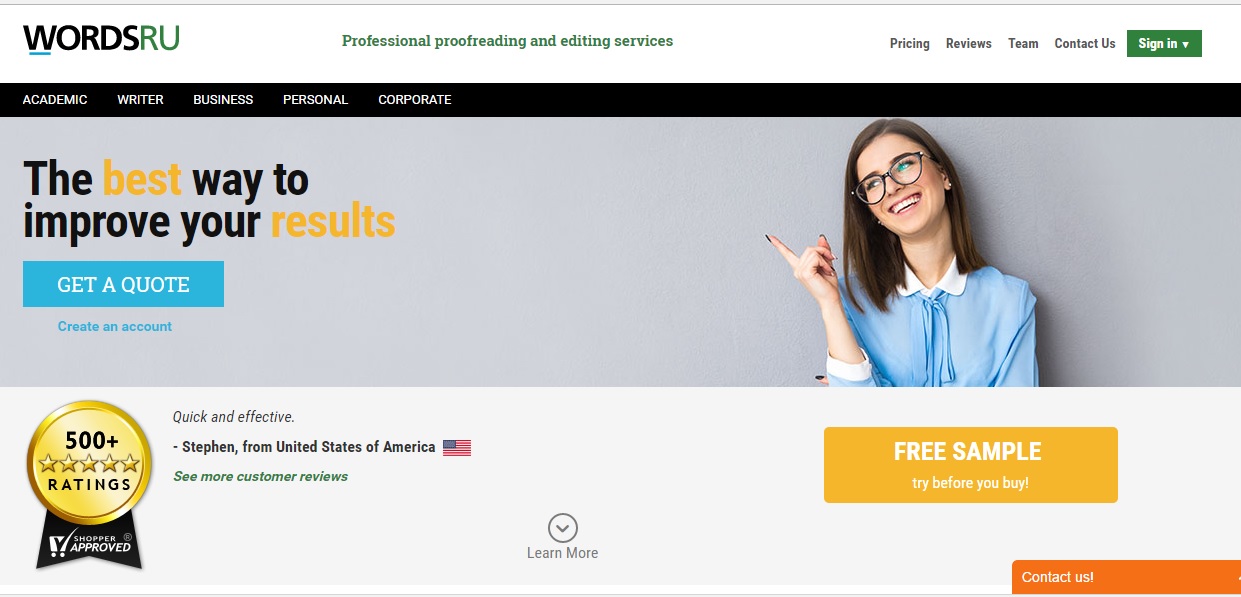 WORDSRU
Professional proofreading and editing services
Pricing Reviews Team Contact Us Sign in ▼
ACADEMIC WRITER BUSINESS PERSONAL CORPORATE
The best way to
improve your results
GET A QUOTE
Create an account
500+
RATINGS
SHOPPER
APPROVED®
Quick and effective.
- Stephen, from United States of America
See more customer reviews
FREE SAMPLE
try before you buy!
Learn More
Contact us!